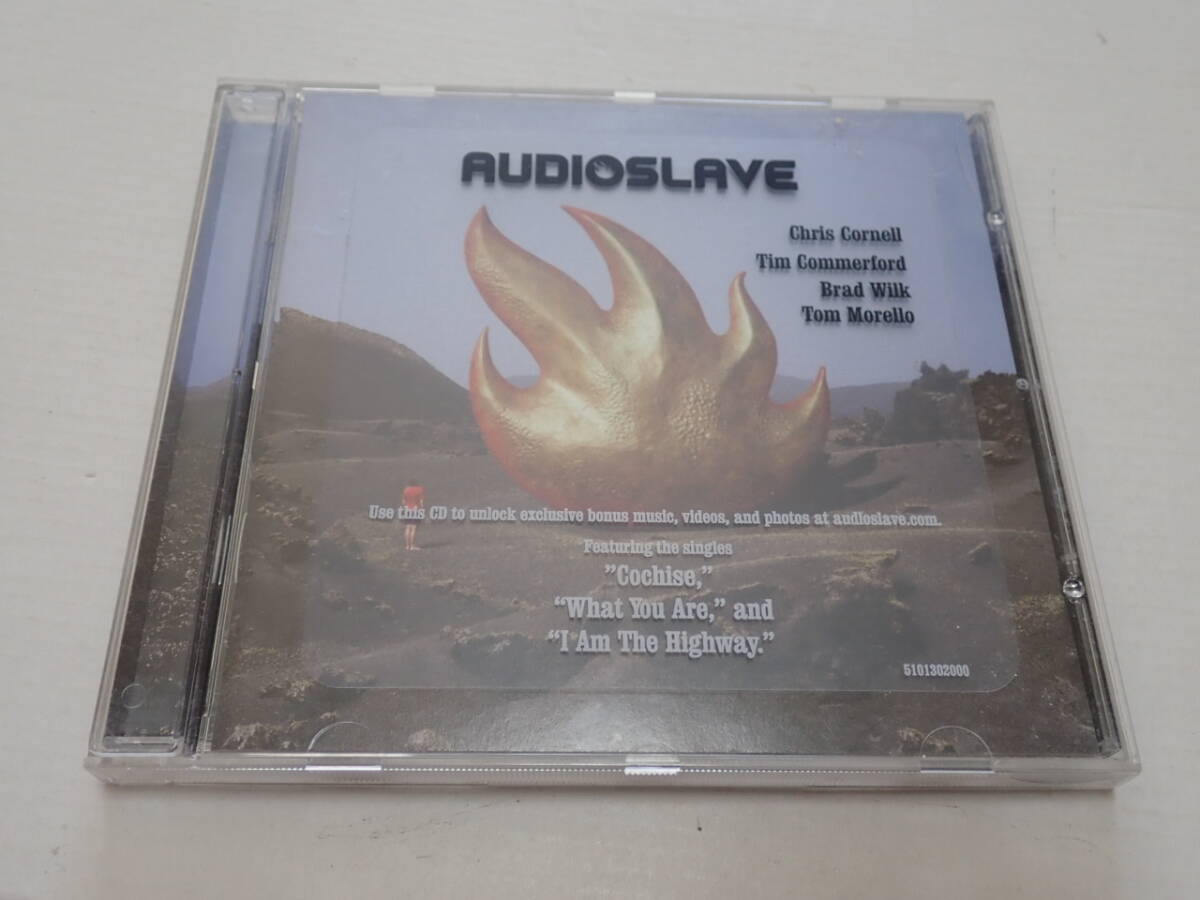 AUDIOSLAVE
Chris Cornell
Tim Commerford
Brad Wilk
Tom Morello
Use this CD to unlock exclusive bonus music, videos, and photos at audioslave.com.
Featuring the singles
”Cochise,”
“What You Are,” and
“I Am The Highway.”
5101302000